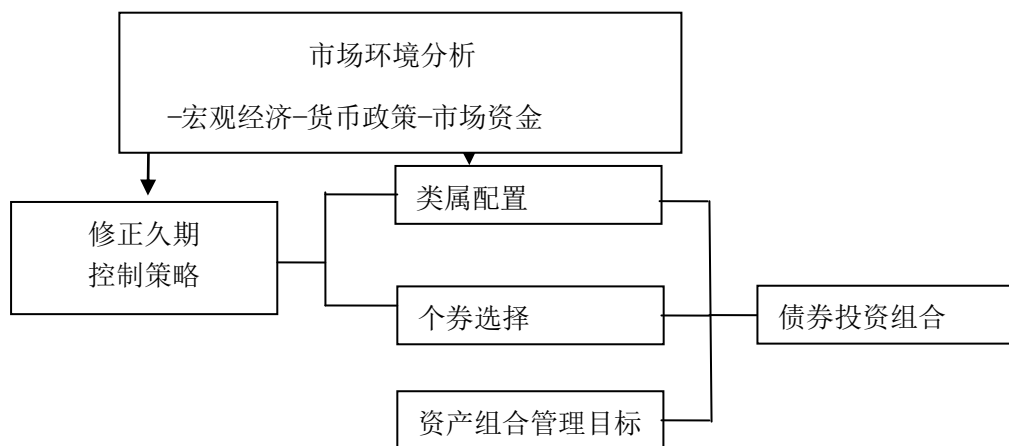 市场环境分析
–宏观经济–货币政策–市场资金
类属配置
修正久期
控制策略
个券选择
债券投资组合
资产组合管理目标